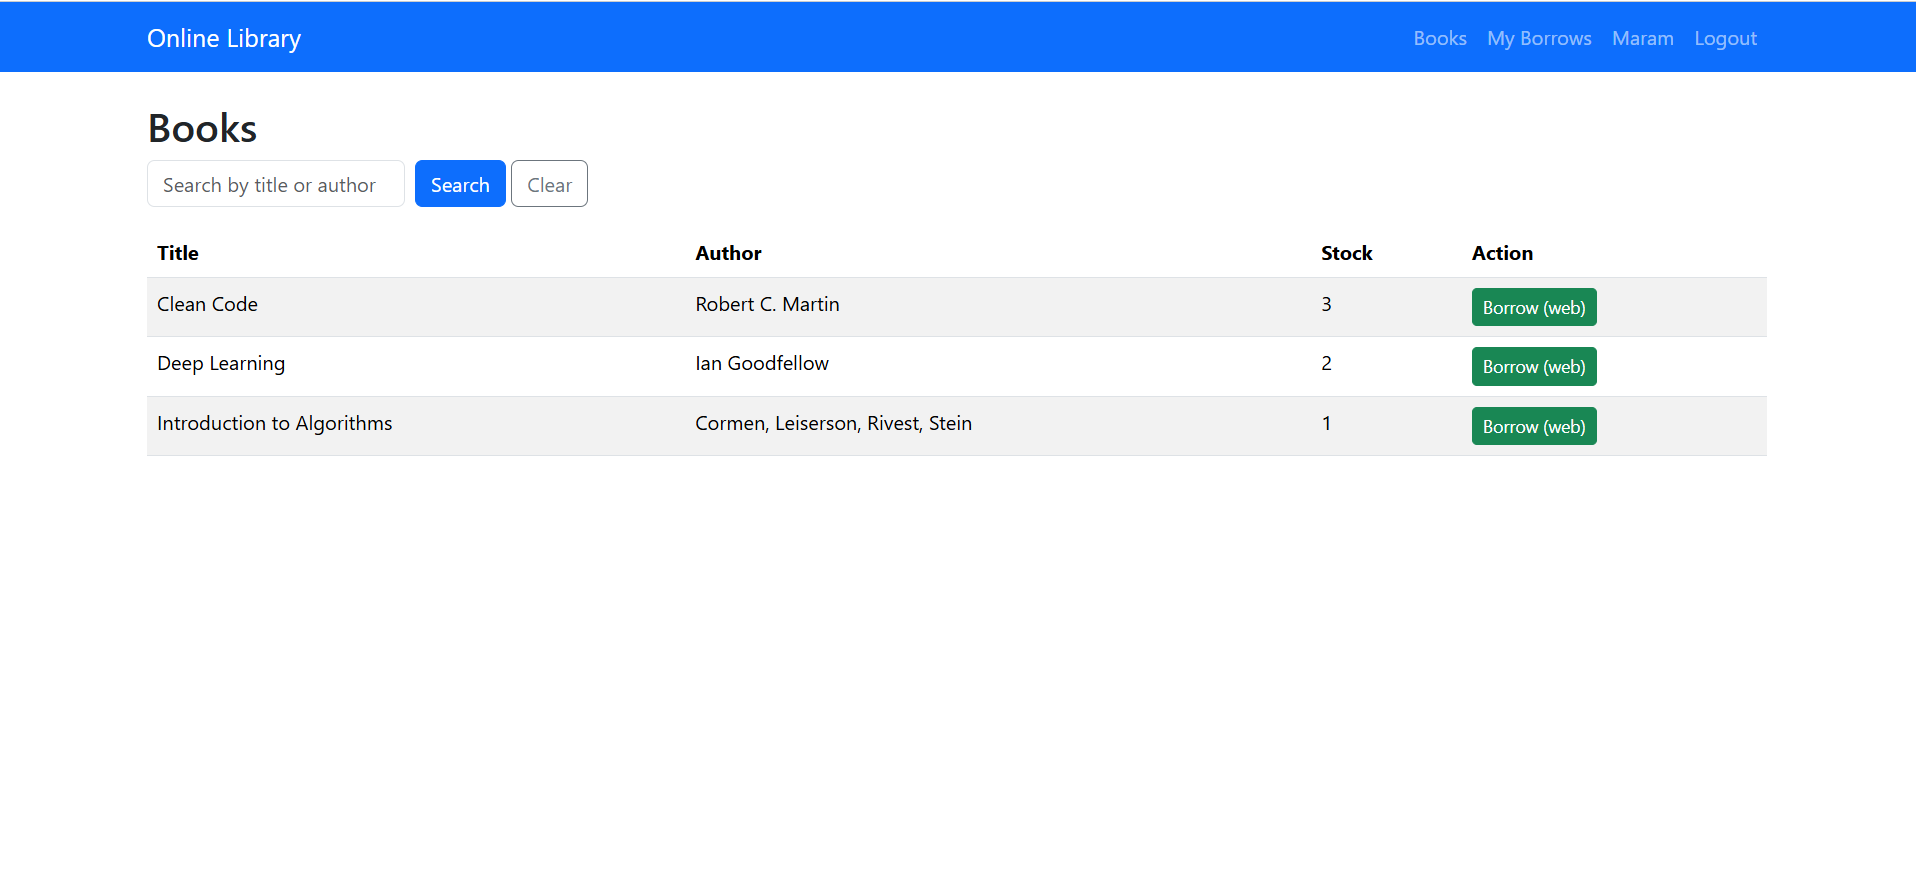 Online Library Books My Borrows Maram Logout
Books
Search by title or author Search Clear
Title Author Stock Action
Clean Code Robert C. Martin 3 Borrow (web)
Deep Learning Ian Goodfellow 2 Borrow (web)
Introduction to Algorithms Cormen, Leiserson, Rivest, Stein 1 Borrow (web)